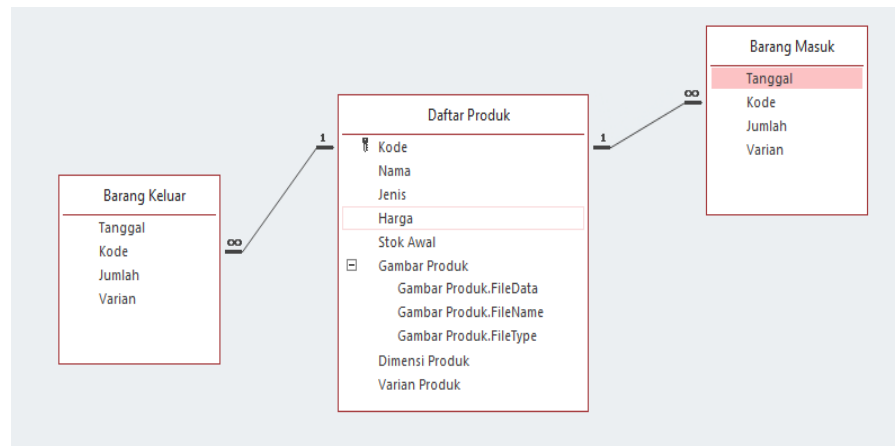 Barang Masuk
Tanggal
Kode
Jumlah
Varian
∞
Daftar Produk
1
1
Kode
Nama
Jenis
Harga
Stok Awal
Gambar Produk
Gambar Produk.FileData
Gambar Produk.FileName
Gambar Produk.FileType
Dimensi Produk
Varian Produk
Barang Keluar
Tanggal
Kode
Jumlah
Varian
∞